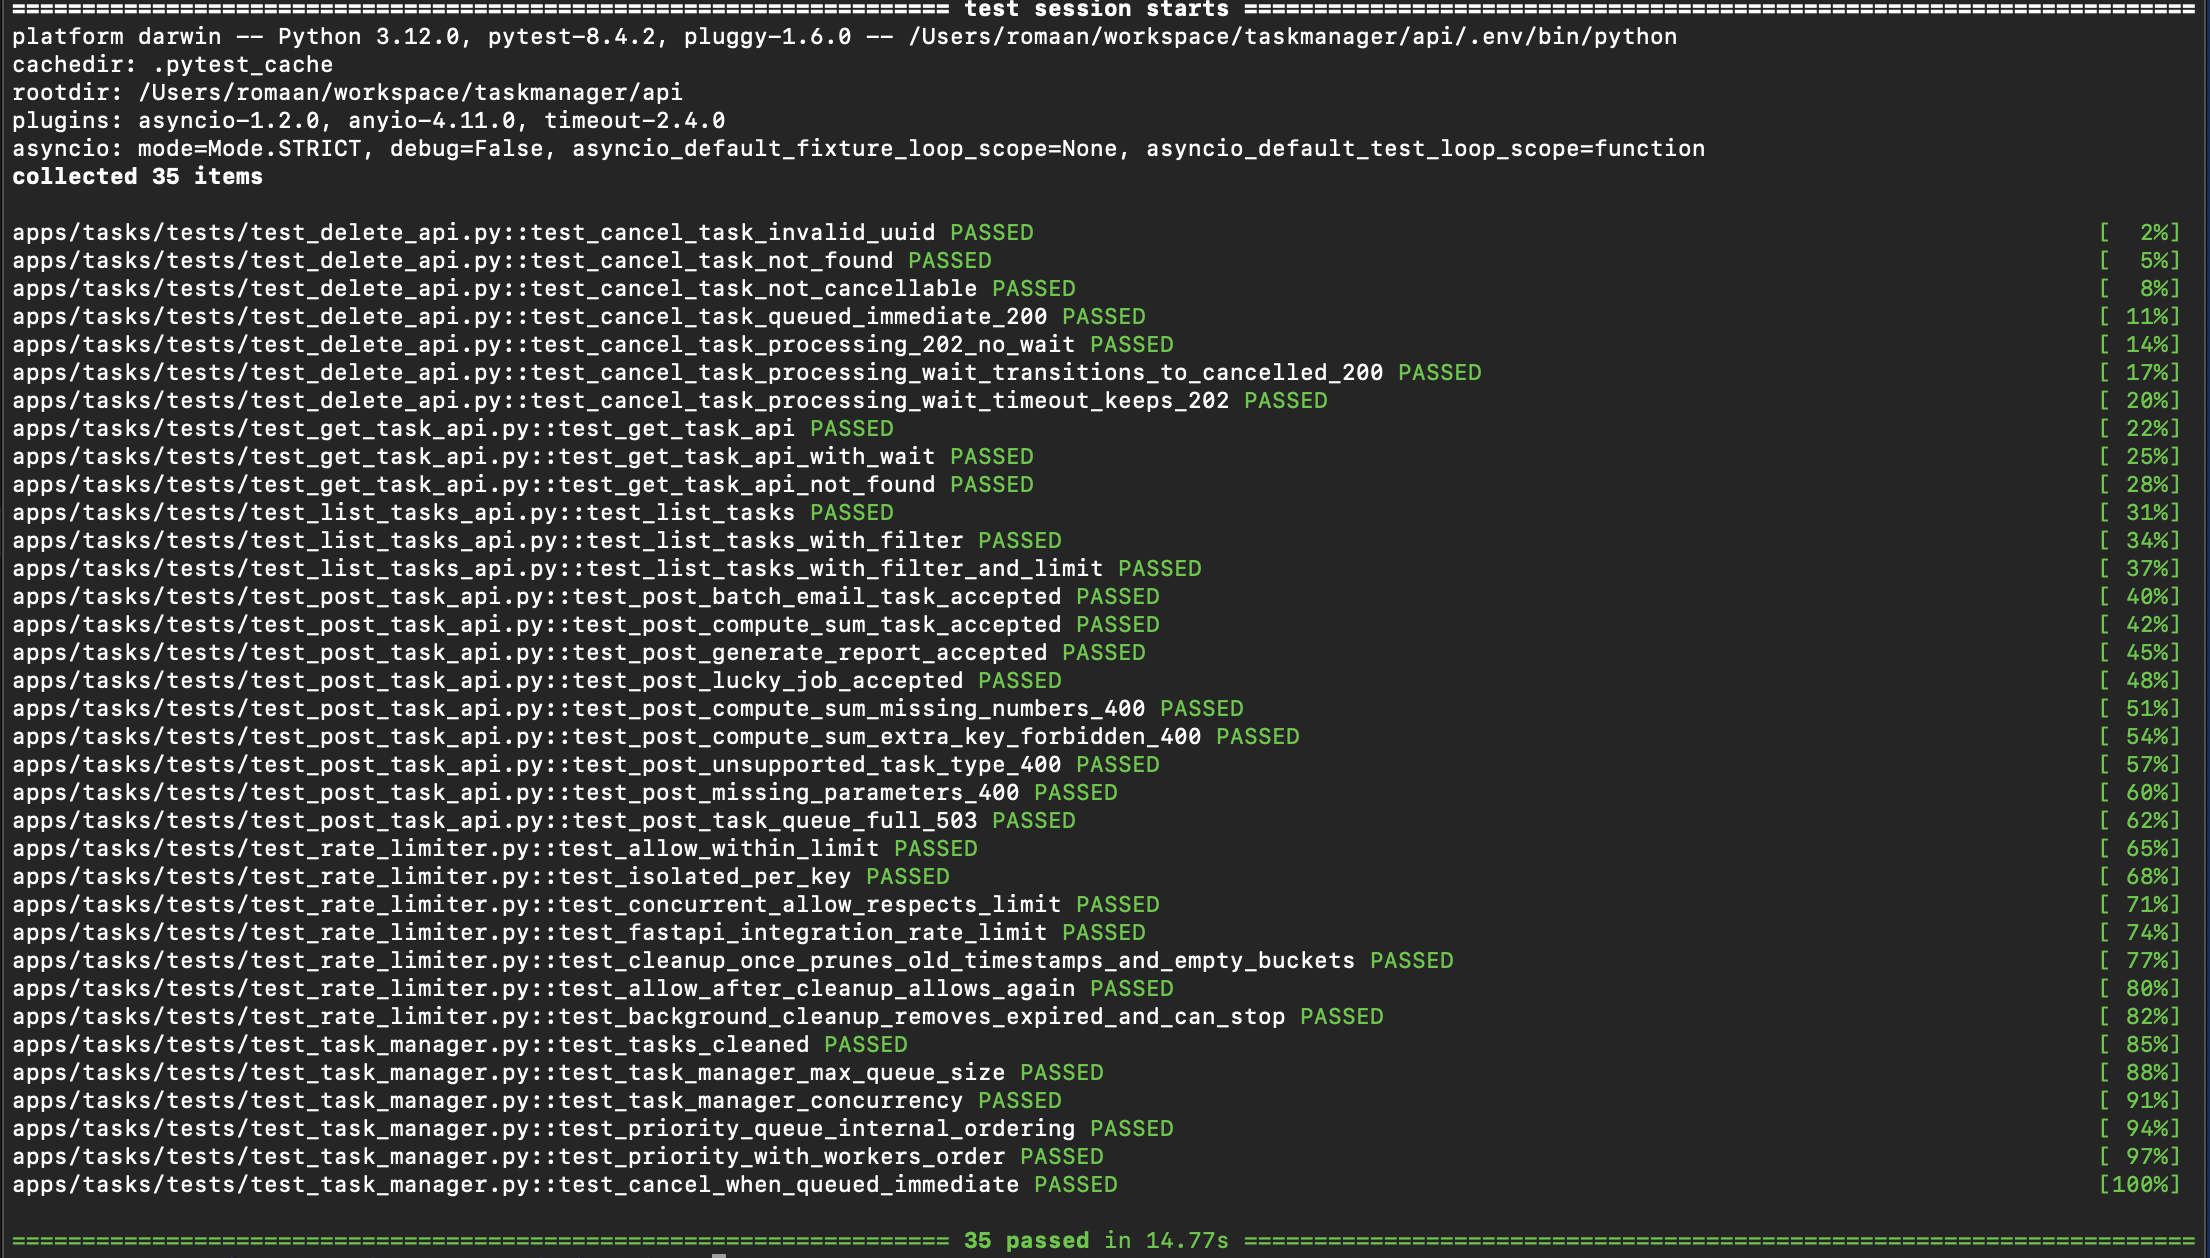 =================================================================== test session starts ====================================================================
platform darwin -- Python 3.12.0, pytest-8.4.2, pluggy-1.6.0 -- /Users/romaan/workspace/taskmanager/api/.env/bin/python
cachedir: .pytest_cache
rootdir: /Users/romaan/workspace/taskmanager/api
plugins: asyncio-1.2.0, anyio-4.11.0, timeout-2.4.0
asyncio: mode=Mode.STRICT, debug=False, asyncio_default_fixture_loop_scope=None, asyncio_default_test_loop_scope=function
collected 35 items
apps/tasks/tests/test_delete_api.py::test_cancel_task_invalid_uuid PASSED [  2%]
apps/tasks/tests/test_delete_api.py::test_cancel_task_not_found PASSED [  5%]
apps/tasks/tests/test_delete_api.py::test_cancel_task_not_cancellable PASSED [  8%]
apps/tasks/tests/test_delete_api.py::test_cancel_task_queued_immediate_200 PASSED [ 11%]
apps/tasks/tests/test_delete_api.py::test_cancel_task_processing_202_no_wait PASSED [ 14%]
apps/tasks/tests/test_delete_api.py::test_cancel_task_processing_wait_transitions_to_cancelled_200 PASSED [ 17%]
apps/tasks/tests/test_delete_api.py::test_cancel_task_processing_wait_timeout_keeps_202 PASSED [ 20%]
apps/tasks/tests/test_get_task_api.py::test_get_task_api PASSED [ 22%]
apps/tasks/tests/test_get_task_api.py::test_get_task_api_with_wait PASSED [ 25%]
apps/tasks/tests/test_get_task_api.py::test_get_task_api_not_found PASSED [ 28%]
apps/tasks/tests/test_list_tasks_api.py::test_list_tasks PASSED [ 31%]
apps/tasks/tests/test_list_tasks_api.py::test_list_tasks_with_filter PASSED [ 34%]
apps/tasks/tests/test_list_tasks_api.py::test_list_tasks_with_filter_and_limit PASSED [ 37%]
apps/tasks/tests/test_post_task_api.py::test_post_batch_email_task_accepted PASSED [ 40%]
apps/tasks/tests/test_post_task_api.py::test_post_compute_sum_task_accepted PASSED [ 42%]
apps/tasks/tests/test_post_task_api.py::test_post_generate_report_accepted PASSED [ 45%]
apps/tasks/tests/test_post_task_api.py::test_post_lucky_job_accepted PASSED [ 48%]
apps/tasks/tests/test_post_task_api.py::test_post_compute_sum_missing_numbers_400 PASSED [ 51%]
apps/tasks/tests/test_post_task_api.py::test_post_compute_sum_extra_key_forbidden_400 PASSED [ 54%]
apps/tasks/tests/test_post_task_api.py::test_post_unsupported_task_type_400 PASSED [ 57%]
apps/tasks/tests/test_post_task_api.py::test_post_missing_parameters_400 PASSED [ 60%]
apps/tasks/tests/test_post_task_api.py::test_post_task_queue_full_503 PASSED [ 62%]
apps/tasks/tests/test_rate_limiter.py::test_allow_within_limit PASSED [ 65%]
apps/tasks/tests/test_rate_limiter.py::test_isolated_per_key PASSED [ 68%]
apps/tasks/tests/test_rate_limiter.py::test_concurrent_allow_respects_limit PASSED [ 71%]
apps/tasks/tests/test_rate_limiter.py::test_fastapi_integration_rate_limit PASSED [ 74%]
apps/tasks/tests/test_rate_limiter.py::test_cleanup_once_prunes_old_timestamps_and_empty_buckets PASSED [ 77%]
apps/tasks/tests/test_rate_limiter.py::test_allow_after_cleanup_allows_again PASSED [ 80%]
apps/tasks/tests/test_rate_limiter.py::test_background_cleanup_removes_expired_and_can_stop PASSED [ 82%]
apps/tasks/tests/test_task_manager.py::test_tasks_cleaned PASSED [ 85%]
apps/tasks/tests/test_task_manager.py::test_task_manager_max_queue_size PASSED [ 88%]
apps/tasks/tests/test_task_manager.py::test_task_manager_concurrency PASSED [ 91%]
apps/tasks/tests/test_task_manager.py::test_priority_queue_internal_ordering PASSED [ 94%]
apps/tasks/tests/test_task_manager.py::test_priority_with_workers_order PASSED [ 97%]
apps/tasks/tests/test_task_manager.py::test_cancel_when_queued_immediate PASSED [100%]
=================================================================== 35 passed in 14.77s ====================================================================